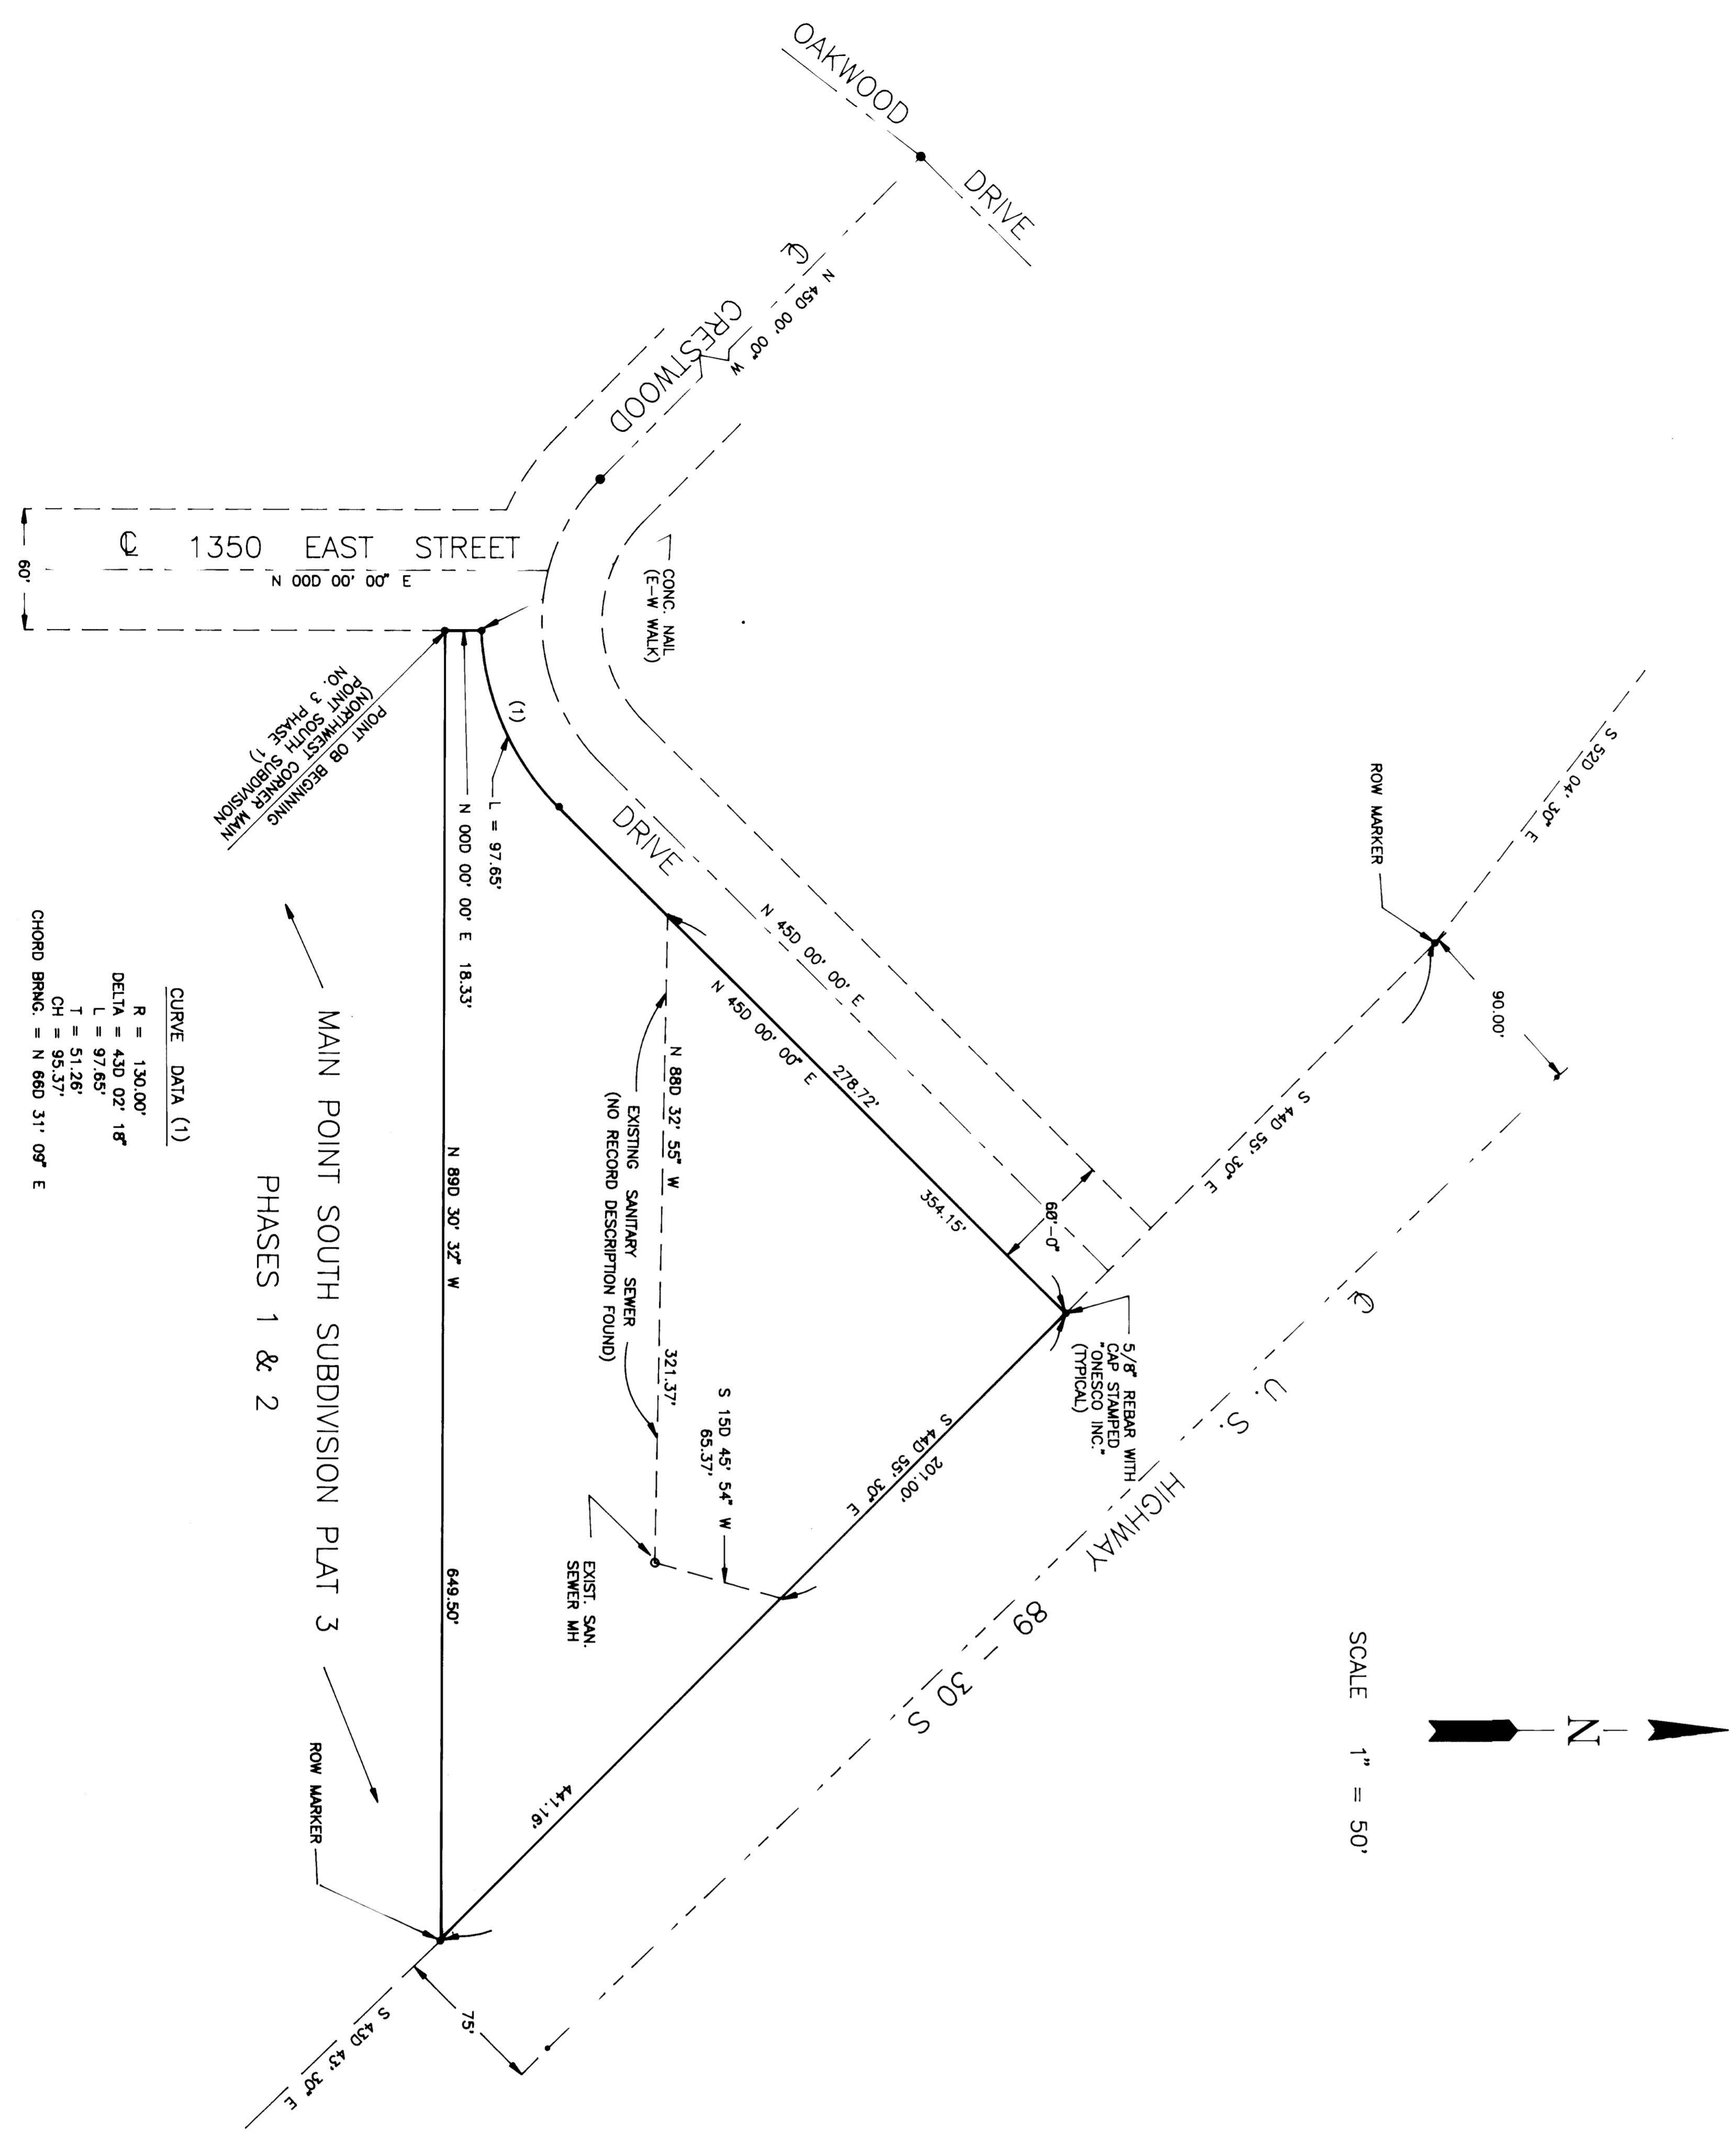 OAKWOOD
DRIVE
℄
N 45D 00' 00" W
CRESTWOOD
DRIVE
℄ 1350 EAST STREET
N 00D 00' 00" E
60'
CONC. NAIL
(E-W WALK)
POINT OB BEGINNING
(NORTHWEST CORNER MAIN
POINT SOUTH SUBDIVISION
NO. 3 PHASE 1)
(1)
L = 97.65'
N 00D 00' 00" E 18.33'
N 45D 00' 00" E
N 45D 00' 00" E
278.72'
354.15'
60'-0"
S 52D 04' 30" E
ROW MARKER
90.00'
S 44D 55' 30" E
℄
U. S.
HIGHWAY
89 - 30 S
5/8" REBAR WITH
CAP STAMPED
"ONESCO INC."
(TYPICAL)
S 44D 55' 30" E
201.00'
441.16'
N 88D 32' 55" W
321.37'
EXISTING SANITARY SEWER
(NO RECORD DESCRIPTION FOUND)
S 15D 45' 54" W
65.37'
EXIST. SAN.
SEWER MH
N 89D 30' 32" W
649.50'
MAIN POINT SOUTH SUBDIVISION PLAT 3
PHASES 1 & 2
ROW MARKER
75'
S 43D 43' 30" E
CURVE DATA (1)
R = 130.00'
DELTA = 43D 02' 18"
L = 97.65'
T = 51.26'
CH = 95.37'
CHORD BRNG. = N 66D 31' 09" E
N
SCALE 1" = 50'